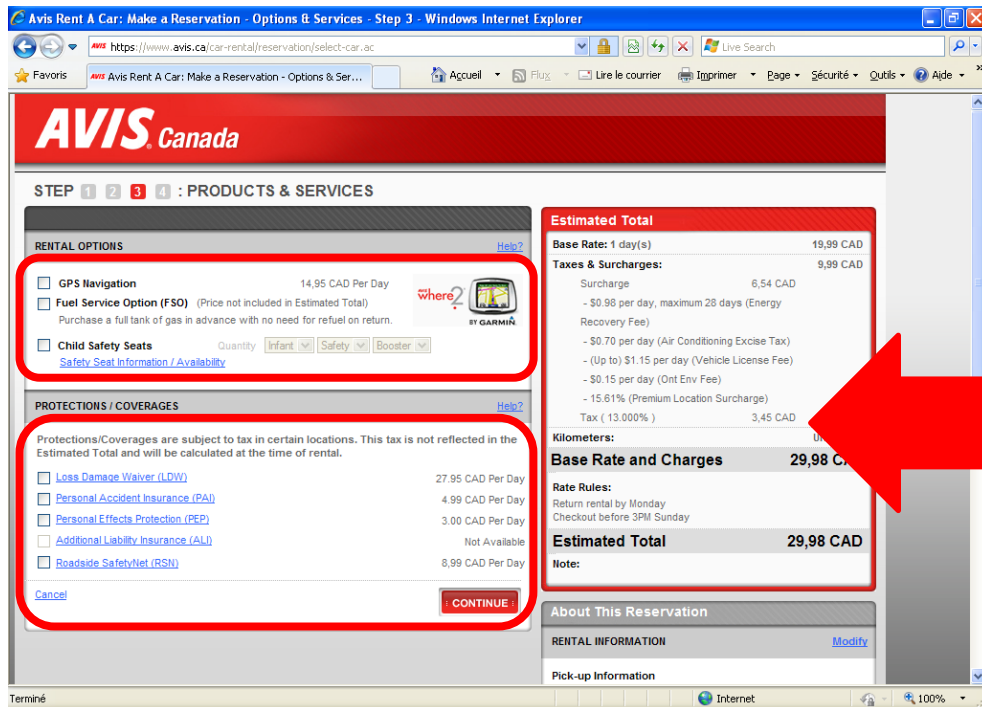 Avis Rent A Car: Make a Reservation - Options & Services - Step 3 - Windows Internet Explorer
AVIS https://www.avis.ca/car-rental/reservation/select-car.ac
Live Search
Favoris
AVIS Avis Rent A Car: Make a Reservation - Options & Ser...
Accueil
Flux
Lire le courrier
Imprimer
Page
Sécurité
Outils
Aide
AVIS Canada
STEP 1 2 3 4 : PRODUCTS & SERVICES
RENTAL OPTIONS Help?
GPS Navigation 14,95 CAD Per Day
Fuel Service Option (FSO) (Price not included in Estimated Total)
Purchase a full tank of gas in advance with no need for refuel on return.
AVIS
where2
BY GARMIN
Child Safety Seats Quantity Infant Safety Booster
Safety Seat Information / Availability
PROTECTIONS / COVERAGES Help?
Protections/Coverages are subject to tax in certain locations. This tax is not reflected in the
Estimated Total and will be calculated at the time of rental.
Loss Damage Waiver (LDW) 27.95 CAD Per Day
Personal Accident Insurance (PAI) 4.99 CAD Per Day
Personal Effects Protection (PEP) 3.00 CAD Per Day
Additional Liability Insurance (ALI) Not Available
Roadside SafetyNet (RSN) 8,99 CAD Per Day
Cancel
CONTINUE
Estimated Total
Base Rate: 1 day(s) 19,99 CAD
Taxes & Surcharges: 9,99 CAD
Surcharge 6,54 CAD
- $0.98 per day, maximum 28 days (Energy
Recovery Fee)
- $0.70 per day (Air Conditioning Excise Tax)
- (Up to) $1.15 per day (Vehicle License Fee)
- $0.15 per day (Ont Env Fee)
- 15.61% (Premium Location Surcharge)
Tax ( 13.000% ) 3,45 CAD
Kilometers:
Base Rate and Charges 29,98
Rate Rules:
Return rental by Monday
Checkout before 3PM Sunday
Estimated Total 29,98 CAD
Note:
About This Reservation
RENTAL INFORMATION Modify
Pick-up Information
Terminé
Internet
100%